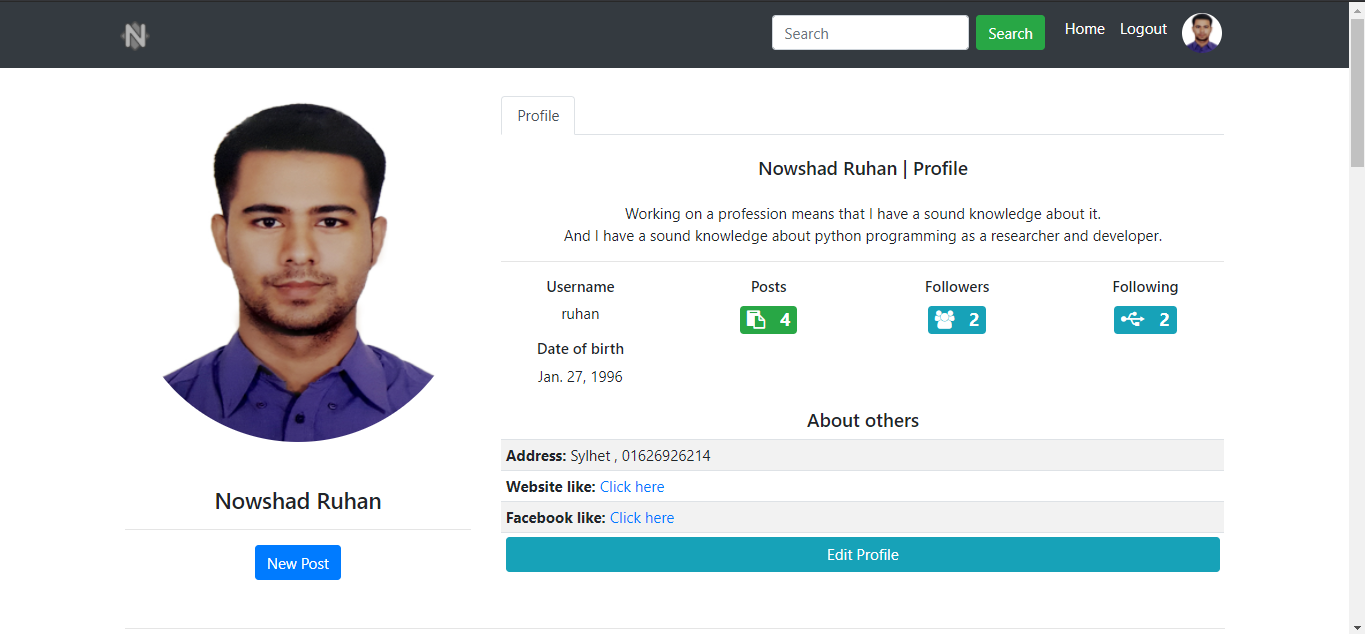 N
Search
Search
Home
Logout
Nowshad Ruhan
New Post
Profile
Nowshad Ruhan | Profile
Working on a profession means that I have a sound knowledge about it.
And I have a sound knowledge about python programming as a researcher and developer.
Username
ruhan
Posts
4
Followers
2
Following
2
Date of birth
Jan. 27, 1996
About others
Address: Sylhet , 01626926214
Website like: Click here
Facebook like: Click here
Edit Profile